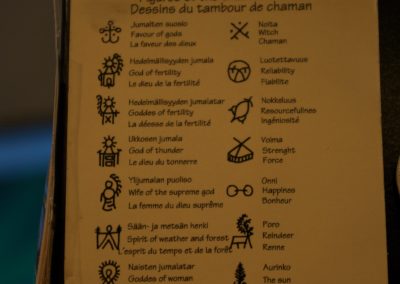 Dessins du tambour de chaman
Jumalten suosio
Favour of gods
La faveur des dieux
Hedelmällisyyden jumala
God of fertility
Le dieu de la fertilité
Hedelmällisyyden jumalatar
Goddes of fertility
La déesse de la fertilité
Ukkosen jumala
God of thunder
Le dieu du tonnerre
Ylijumalan puoliso
Wife of the supreme god
La femme du dieu suprême
Sään- ja metsän henki
Spirit of weather and forest
L'esprit du temps et de la forêt
Naisten jumalatar
Goddes of woman
Noita
Witch
Chaman
Luotettavuus
Reliability
Fiabilite
Nokkeluus
Resourcefulines
Ingéniosité
Voima
Strenght
Force
Onni
Happiness
Bonheur
Poro
Reindeer
Renne
Aurinko
The sun